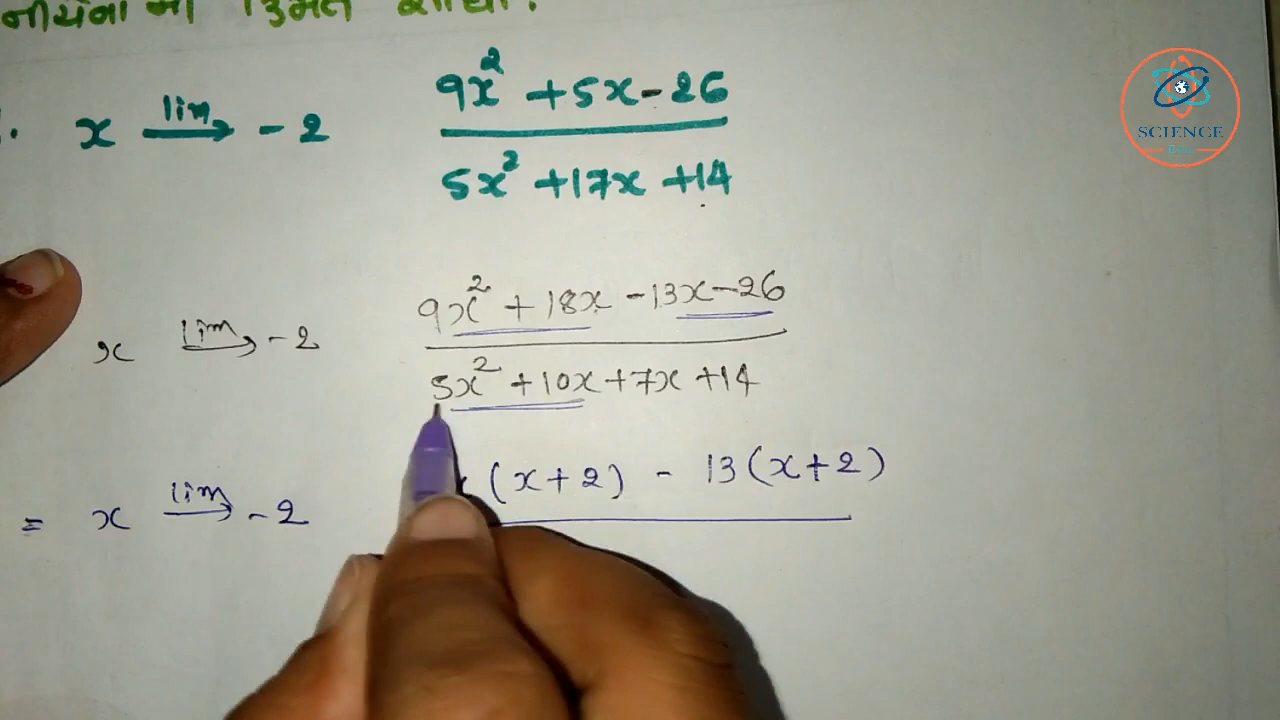 નીચેના ની કિંમત શોધો.
lim
x → -2
9x² + 5x - 26
5x² + 17x + 14
lim
x → -2
9x² + 18x - 13x - 26
5x² + 10x + 7x + 14
lim
= x → -2
(x + 2) - 13(x + 2)
SCIENCE